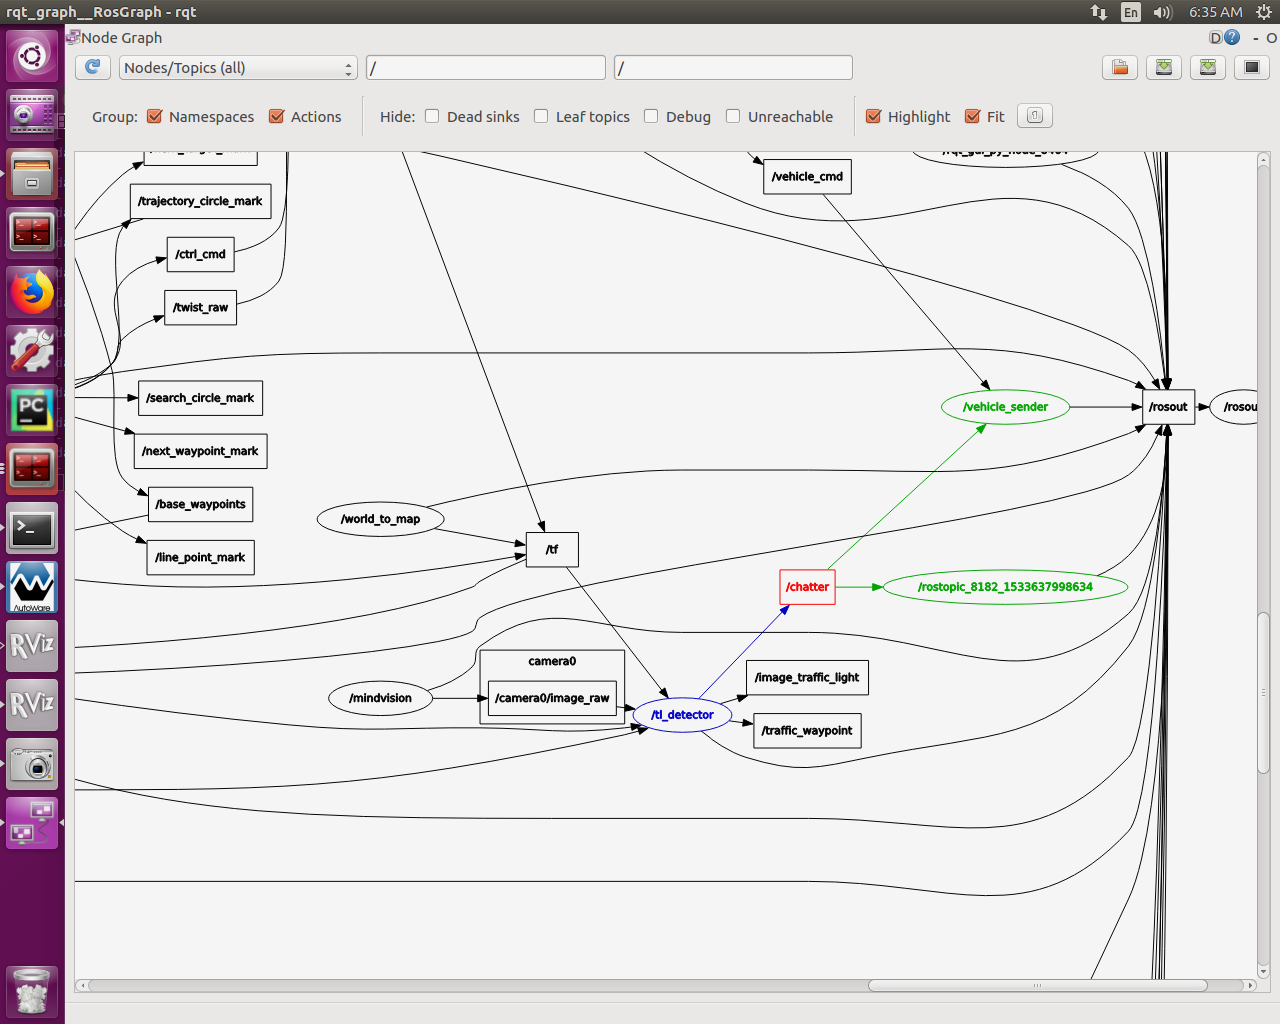 rqt_graph__RosGraph - rqt
En
6:35 AM
Node Graph
D
- O
Nodes/Topics (all)
/
/
Group:
Namespaces
Actions
Hide:
Dead sinks
Leaf topics
Debug
Unreachable
Highlight
Fit
/vehicle_cmd
/trajectory_circle_mark
/ctrl_cmd
/twist_raw
/search_circle_mark
/vehicle_sender
/rosout
/rosou
/next_waypoint_mark
/base_waypoints
/world_to_map
/line_point_mark
/tf
/chatter
/rostopic_8182_1533637998634
camera0
/mindvision
/camera0/image_raw
/image_traffic_light
/tl_detector
/traffic_waypoint
PC
AutoWare
RViz
RViz